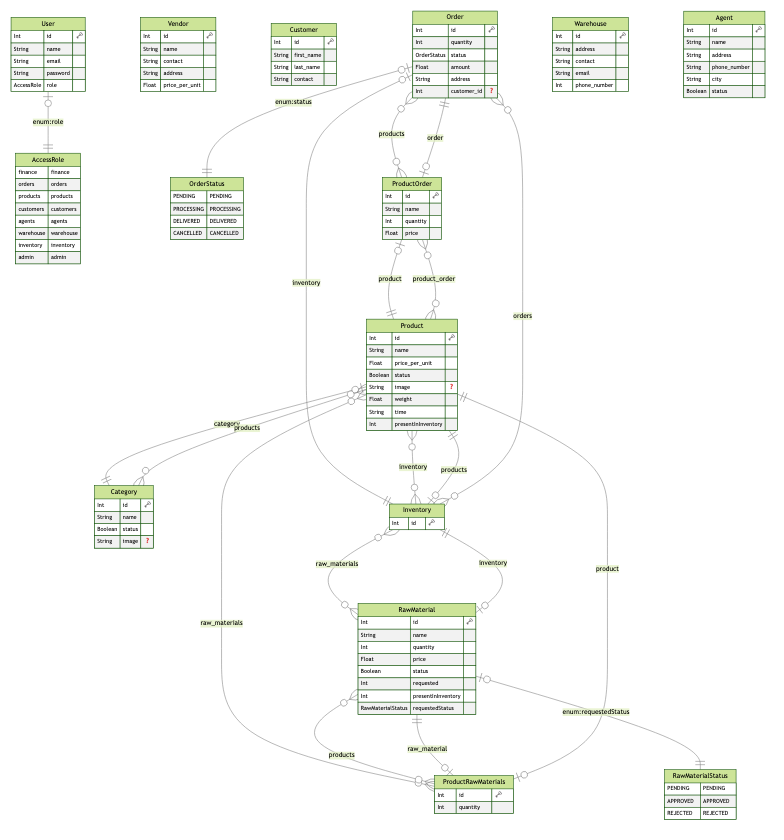 User
Int id
String name
String email
String password
AccessRole role
Vendor
Int id
String name
String contact
String address
Float price_per_unit
Customer
Int id
String first_name
String last_name
String contact
Order
Int id
Int quantity
OrderStatus status
Float amount
String address
Int customer_id ?
Warehouse
Int id
String address
String contact
String email
Int phone_number
Agent
Int id
String name
String address
String phone_number
String city
Boolean status
enum:status
enum:role
products
order
AccessRole
finance finance
orders orders
products products
customers customers
agents agents
warehouse warehouse
inventory inventory
admin admin
OrderStatus
PENDING PENDING
PROCESSING PROCESSING
DELIVERED DELIVERED
CANCELLED CANCELLED
ProductOrder
Int id
String name
Int quantity
Float price
inventory
product
product_order
orders
Product
Int id
String name
Float price_per_unit
Boolean status
String image ?
Float weight
String time
Int presentInInventory
category
products
inventory
products
Category
Int id
String name
Boolean status
String image ?
Inventory
Int id
raw_materials
inventory
product
raw_materials
RawMaterial
Int id
String name
Int quantity
Float price
Boolean status
Int requested
Int presentInInventory
RawMaterialStatus requestedStatus
enum:requestedStatus
products
raw_material
ProductRawMaterials
Int id
Int quantity
RawMaterialStatus
PENDING PENDING
APPROVED APPROVED
REJECTED REJECTED